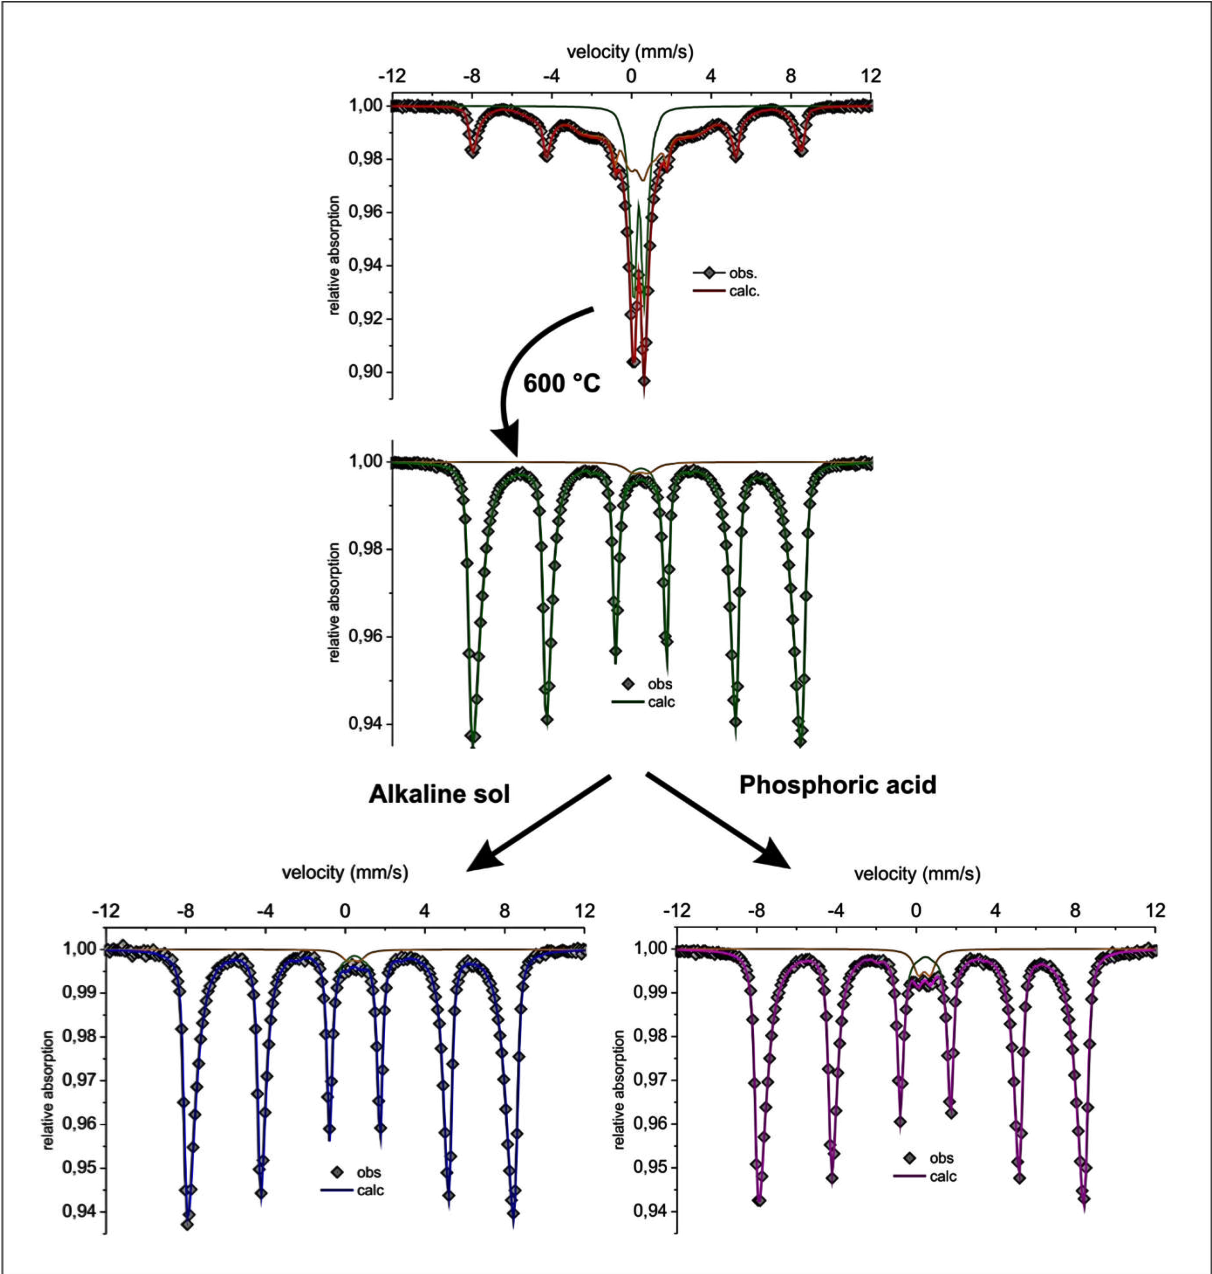 velocity (mm/s)
-12 -8 -4 0 4 8 12
1,00
0,98
0,96
0,94
0,92
0,90
relative absorption
obs.
calc.
600 °C
1,00
0,98
0,96
0,94
relative absorption
obs
calc
Alkaline sol
Phosphoric acid
velocity (mm/s)
-12 -8 -4 0 4 8 12
1,00
0,99
0,98
0,97
0,96
0,95
0,94
relative absorption
obs
calc
velocity (mm/s)
-12 -8 -4 0 4 8 12
1,00
0,99
0,98
0,97
0,96
0,95
0,94
relative absorption
obs
calc